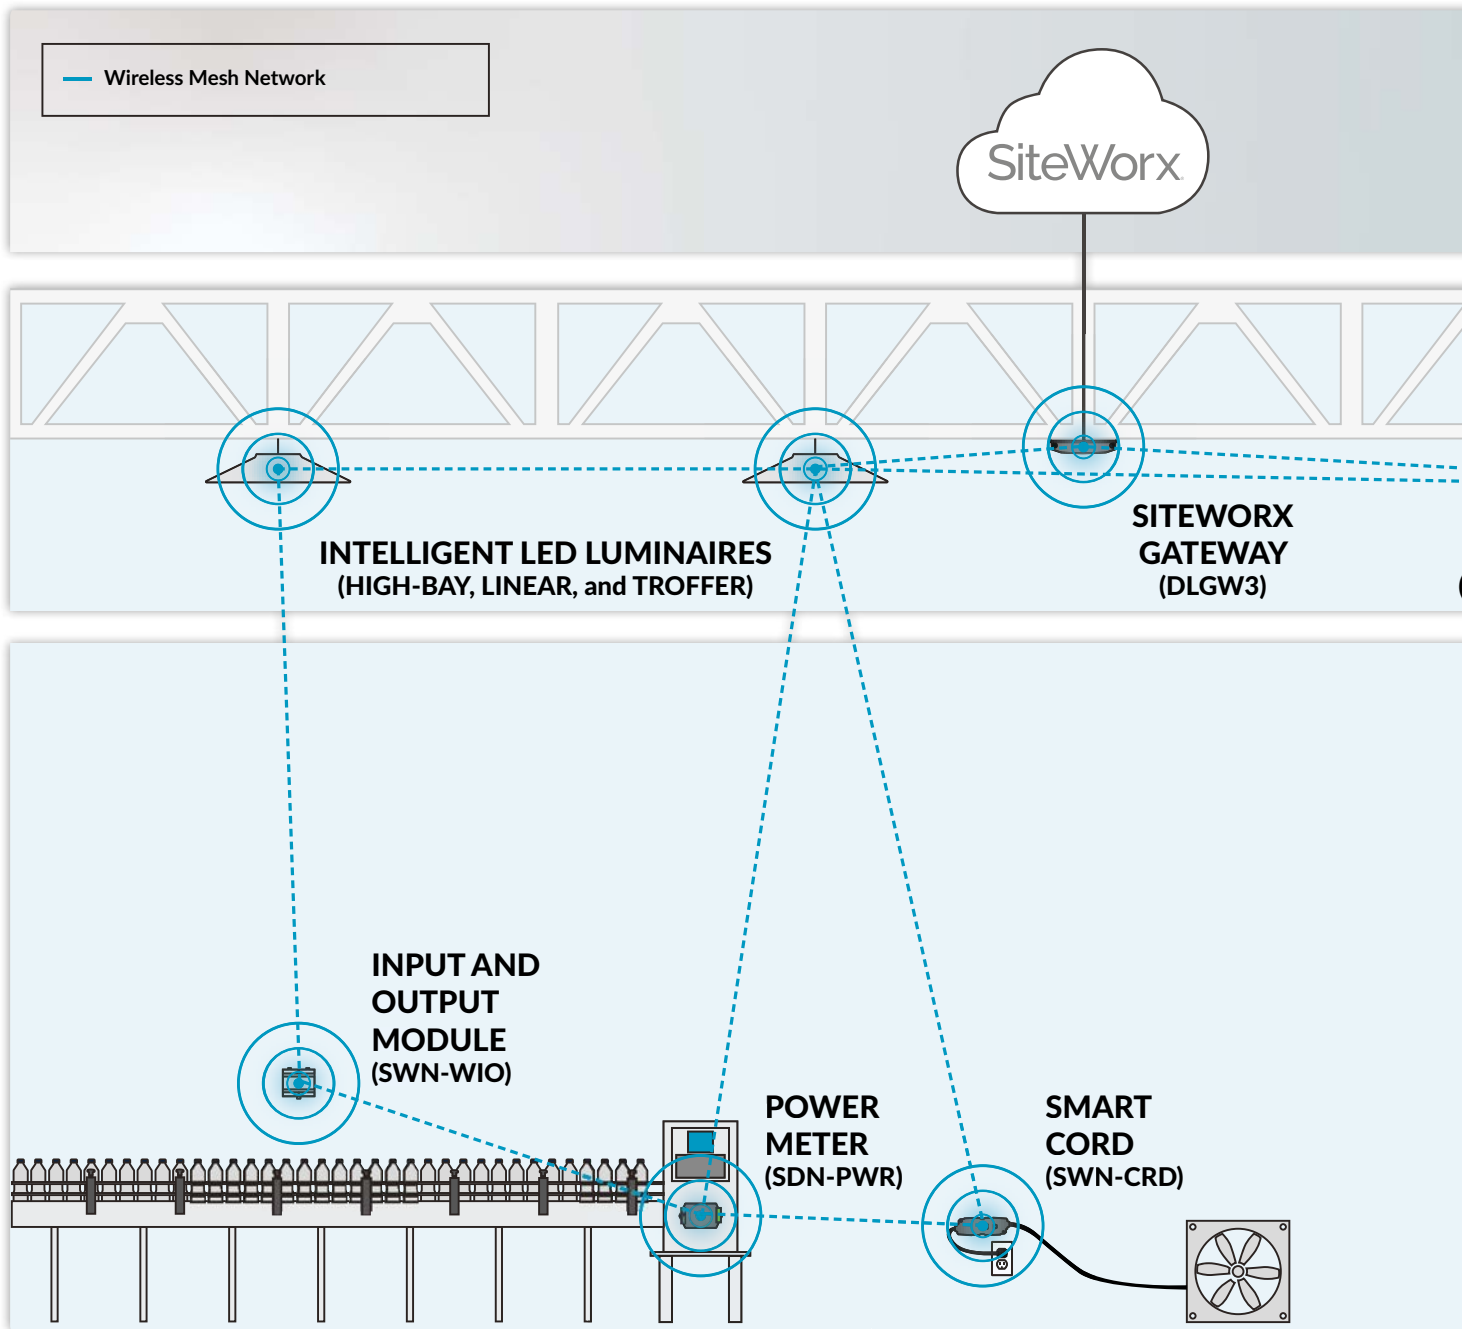 Wireless Mesh Network
SiteWorx
SITEWORX
GATEWAY
(DLGW3)
INTELLIGENT LED LUMINAIRES
(HIGH-BAY, LINEAR, and TROFFER)
(
INPUT AND
OUTPUT
MODULE
(SWN-WIO)
POWER
METER
(SDN-PWR)
SMART
CORD
(SWN-CRD)